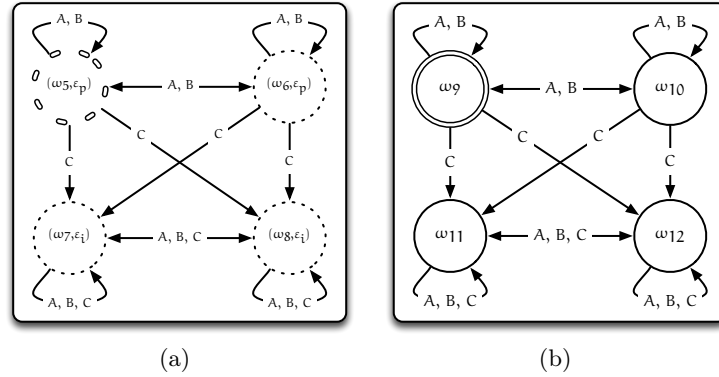 A, B A, B A, B A, B
(ω5,εp) A, B (ω6,εp) ω9 A, B ω10
C C C C C C C C
(ω7,εi) A, B, C (ω8,εi) ω11 A, B, C ω12
A, B, C A, B, C A, B, C A, B, C
(a) (b)